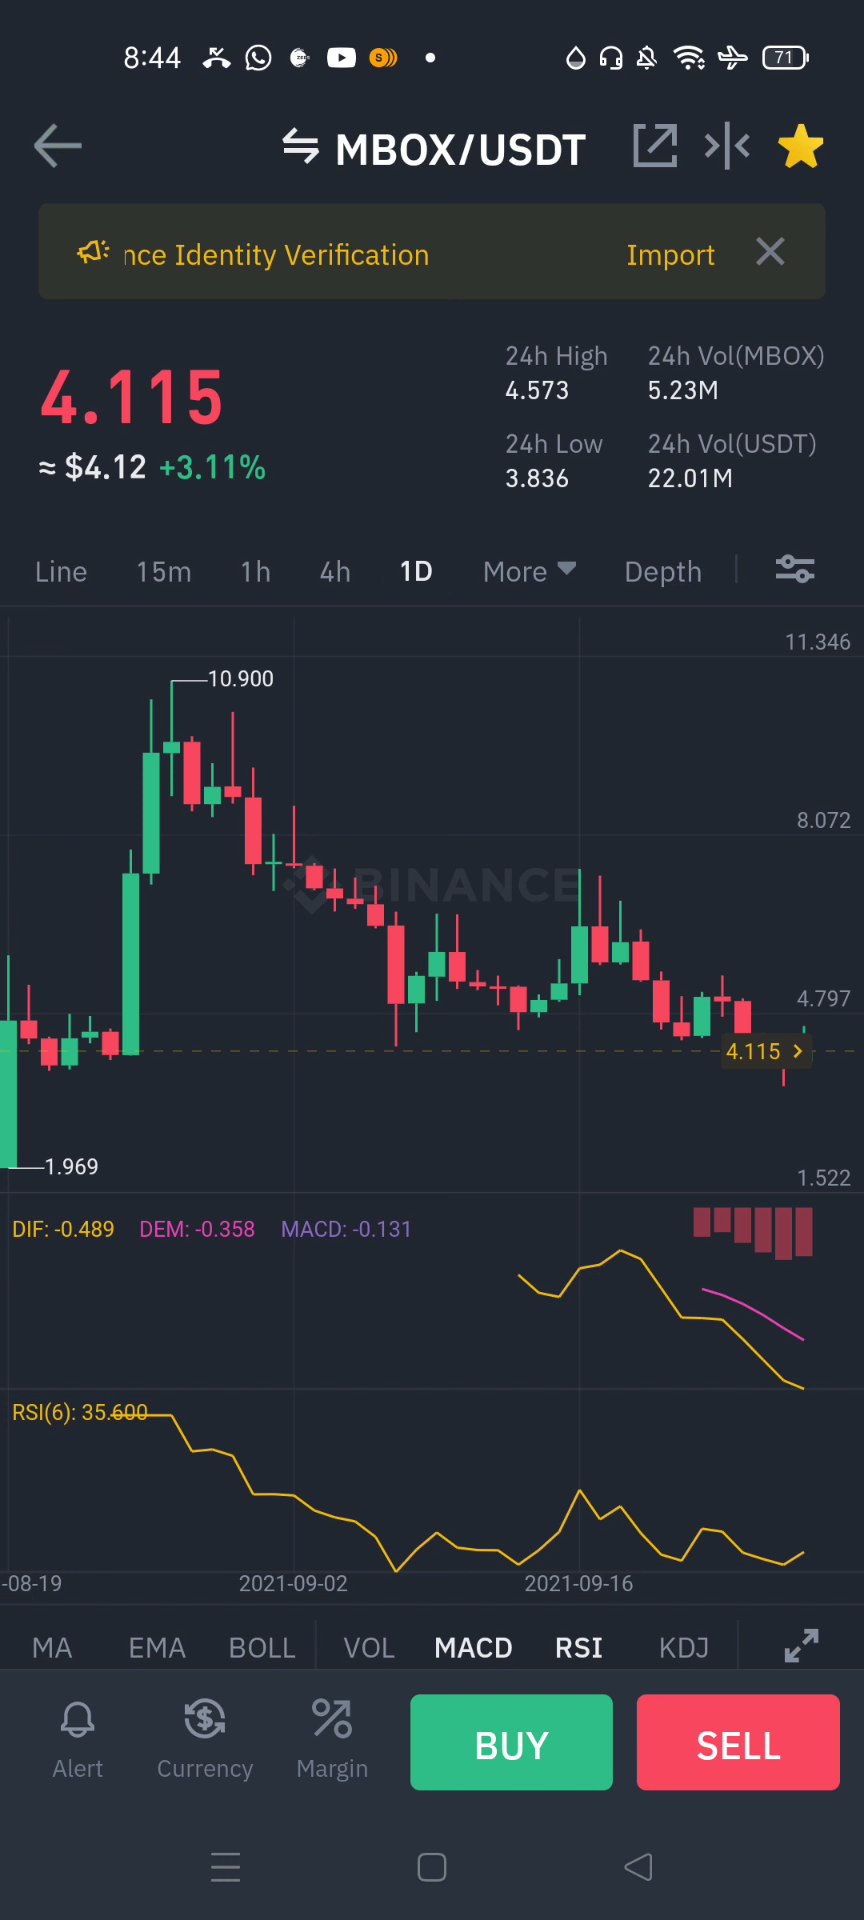 8:44
71
MBOX/USDT
nce Identity Verification Import
4.115
≈ $4.12 +3.11%
24h High 24h Vol(MBOX)
4.573 5.23M
24h Low 24h Vol(USDT)
3.836 22.01M
Line 15m 1h 4h 1D More Depth
11.346
10.900
8.072
BINANCE
4.797
4.115
1.969
1.522
DIF: -0.489 DEM: -0.358 MACD: -0.131
RSI(6): 35.600
-08-19 2021-09-02 2021-09-16
MA EMA BOLL VOL MACD RSI KDJ
Alert Currency Margin BUY SELL